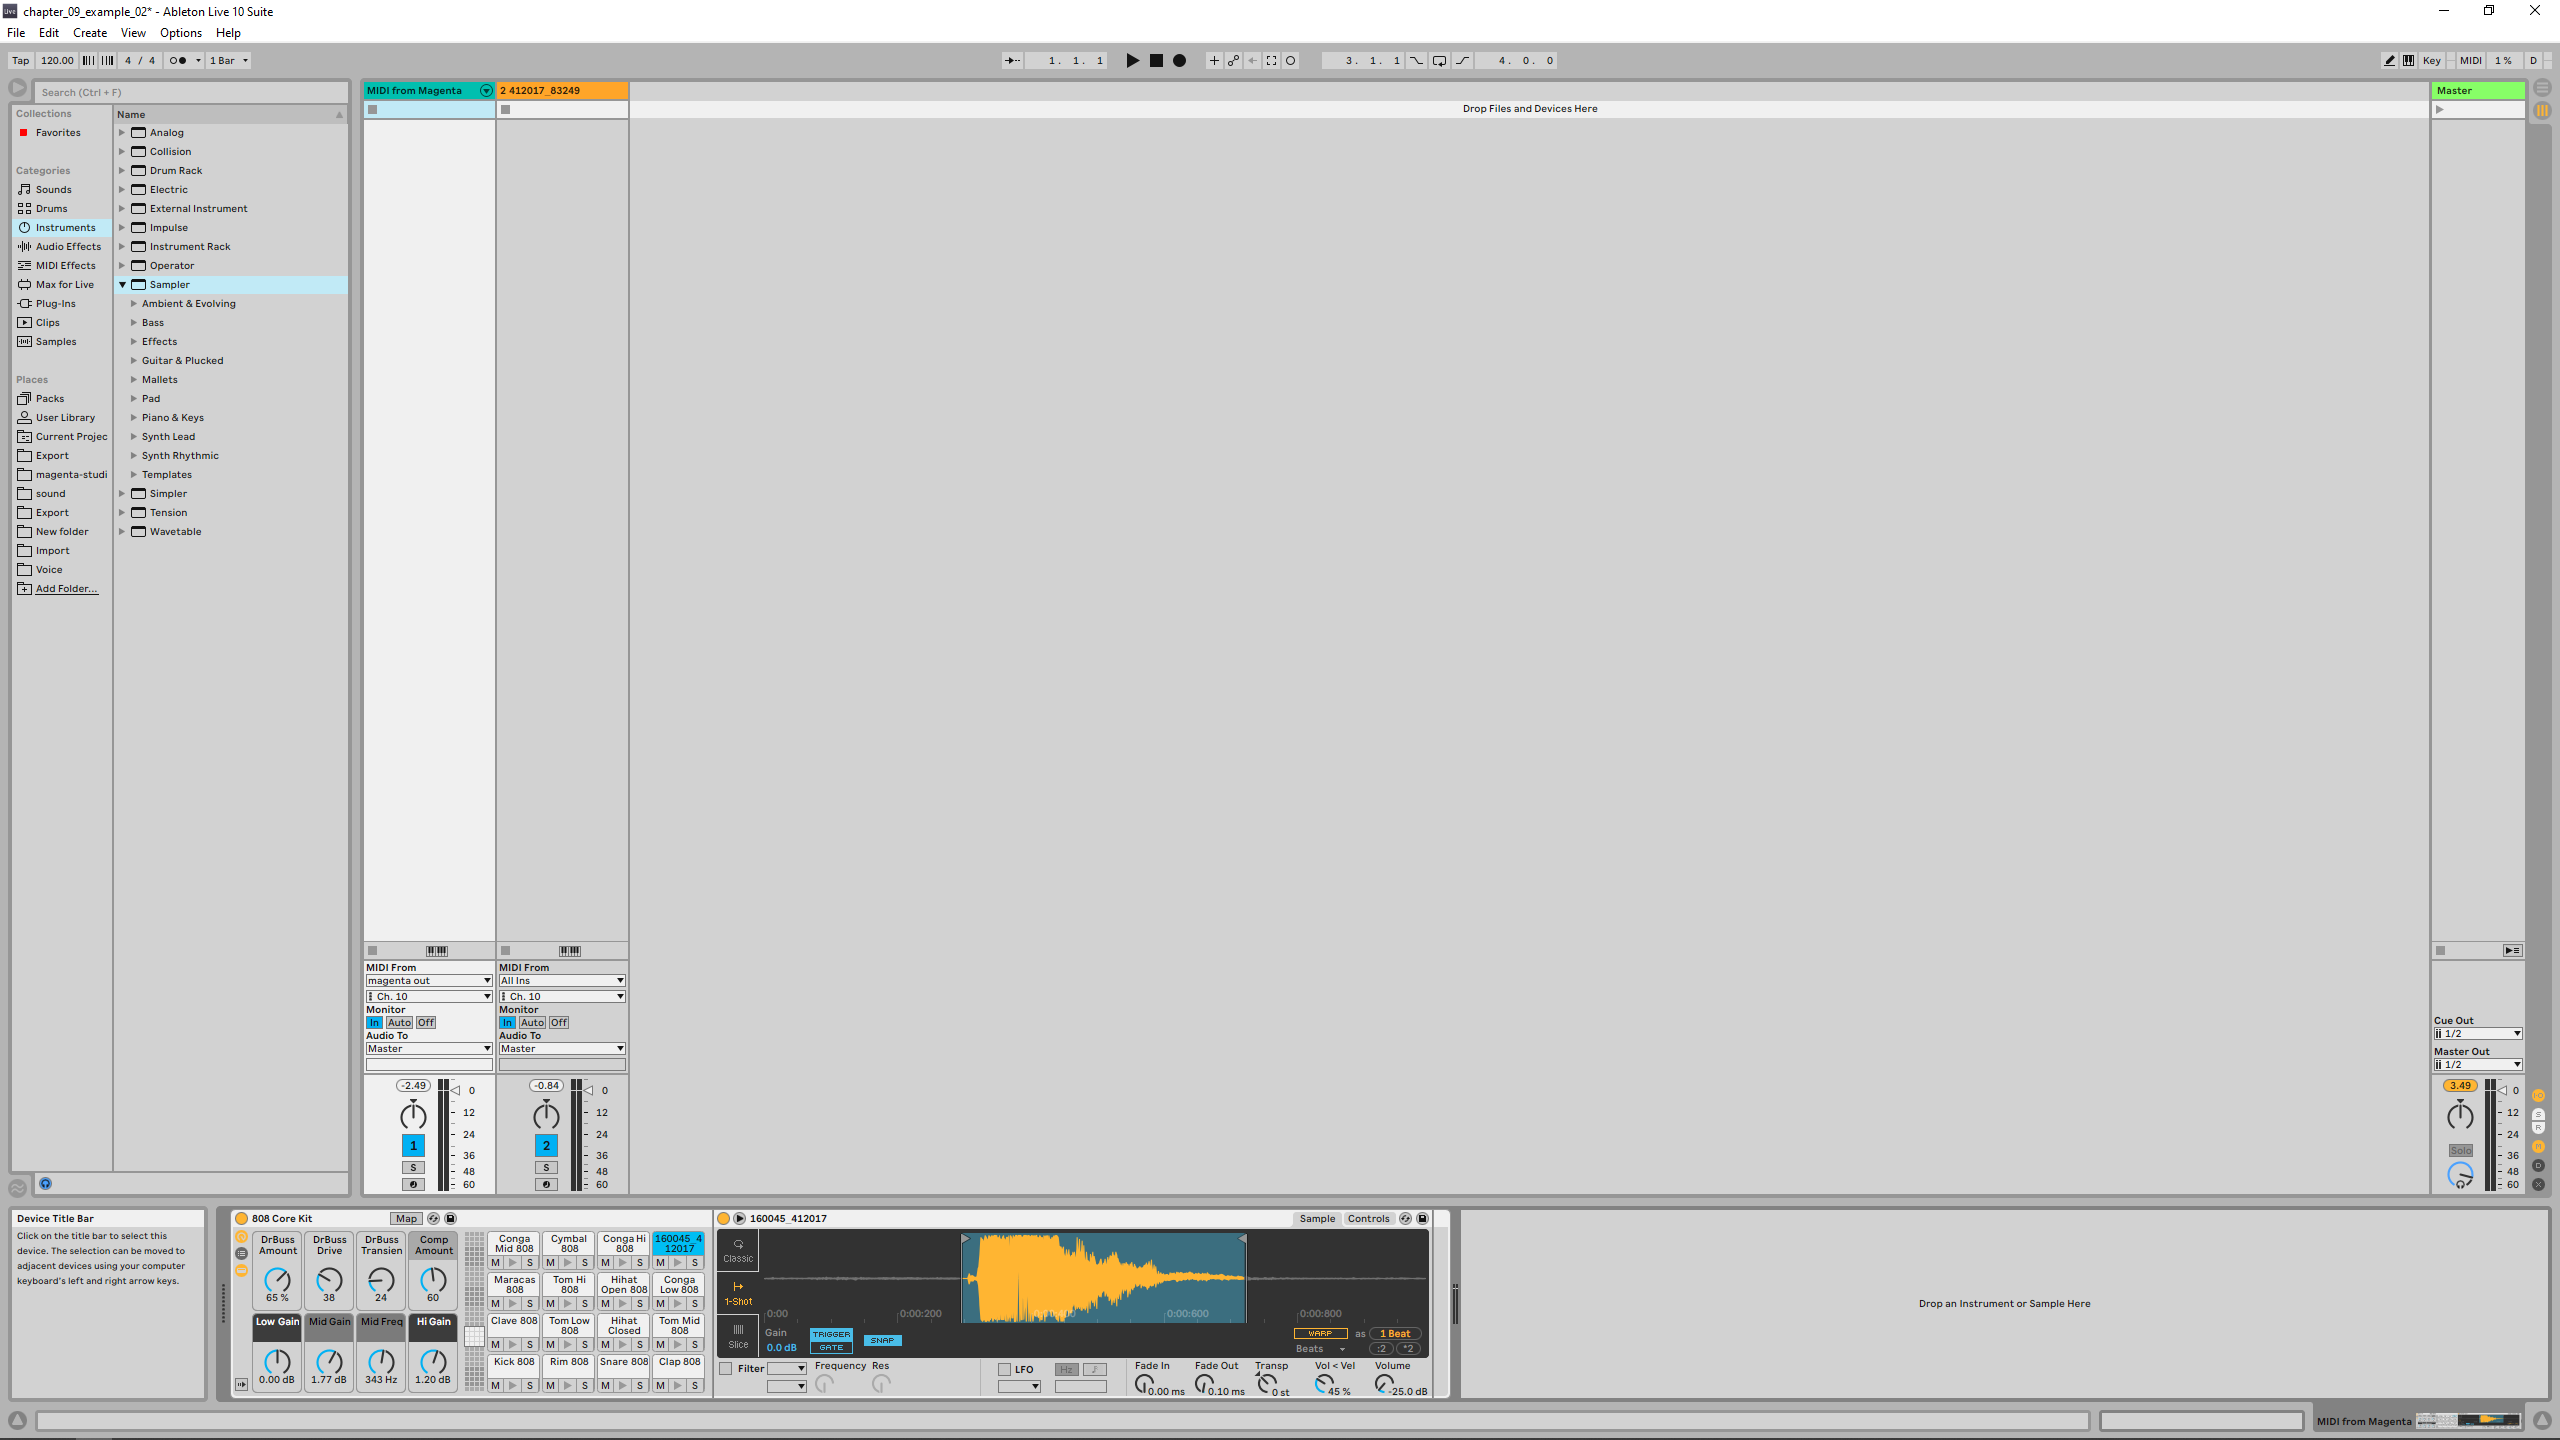 chapter_09_example_02* - Ableton Live 10 Suite
File Edit Create View Options Help
Tap 120.00 4 / 4 1 Bar 1. 1. 1 3. 1. 1 4. 0. 0 Key MIDI 1 % D
Search (Ctrl + F)
Collections
Favorites
Categories
Sounds
Drums
Instruments
Audio Effects
MIDI Effects
Max for Live
Plug-Ins
Clips
Samples
Places
Packs
User Library
Current Projec
Export
magenta-studi
sound
Export
New folder
Import
Voice
Add Folder...
Name
Analog
Collision
Drum Rack
Electric
External Instrument
Impulse
Instrument Rack
Operator
Sampler
Ambient & Evolving
Bass
Effects
Guitar & Plucked
Mallets
Pad
Piano & Keys
Synth Lead
Synth Rhythmic
Templates
Simpler
Tension
Wavetable
MIDI from Magenta
2 412017_83249
Drop Files and Devices Here
Master
MIDI From
magenta out
Ch. 10
Monitor
In Auto Off
Audio To
Master
-2.49
0
12
24
36
48
60
1
S
MIDI From
All Ins
Ch. 10
Monitor
In Auto Off
Audio To
Master
-0.84
0
12
24
36
48
60
2
S
Cue Out
1/2
Master Out
1/2
3.49
0
12
24
36
48
60
Solo
S
R
D
X
Device Title Bar
Click on the title bar to select this
device. The selection can be moved to
adjacent devices using your computer
keyboard's left and right arrow keys.
808 Core Kit Map
DrBuss Amount
65 %
DrBuss Drive
38
DrBuss Transien
24
Comp Amount
60
Low Gain
0.00 dB
Mid Gain
1.77 dB
Mid Freq
343 Hz
Hi Gain
1.20 dB
Conga Mid 808
M S
Cymbal 808
M S
Conga Hi 808
M S
160045_412017
M S
Maracas 808
M S
Tom Hi 808
M S
Hihat Open 808
M S
Conga Low 808
M S
Clave 808
M S
Tom Low 808
M S
Hihat Closed
M S
Tom Mid 808
M S
Kick 808
M S
Rim 808
M S
Snare 808
M S
Clap 808
M S
160045_412017 Sample Controls
Classic
1-Shot
Slice
0:00 0:00:200 0:00:400 0:00:600 0:00:800
Gain
0.0 dB
TRIGGER
GATE
SNAP
WARP as 1 Beat
Beats :2 *2
Filter Frequency Res
LFO Hz
Fade In
0.00 ms
Fade Out
0.10 ms
Transp
0 st
Vol < Vel
45 %
Volume
-25.0 dB
Drop an Instrument or Sample Here
MIDI from Magenta